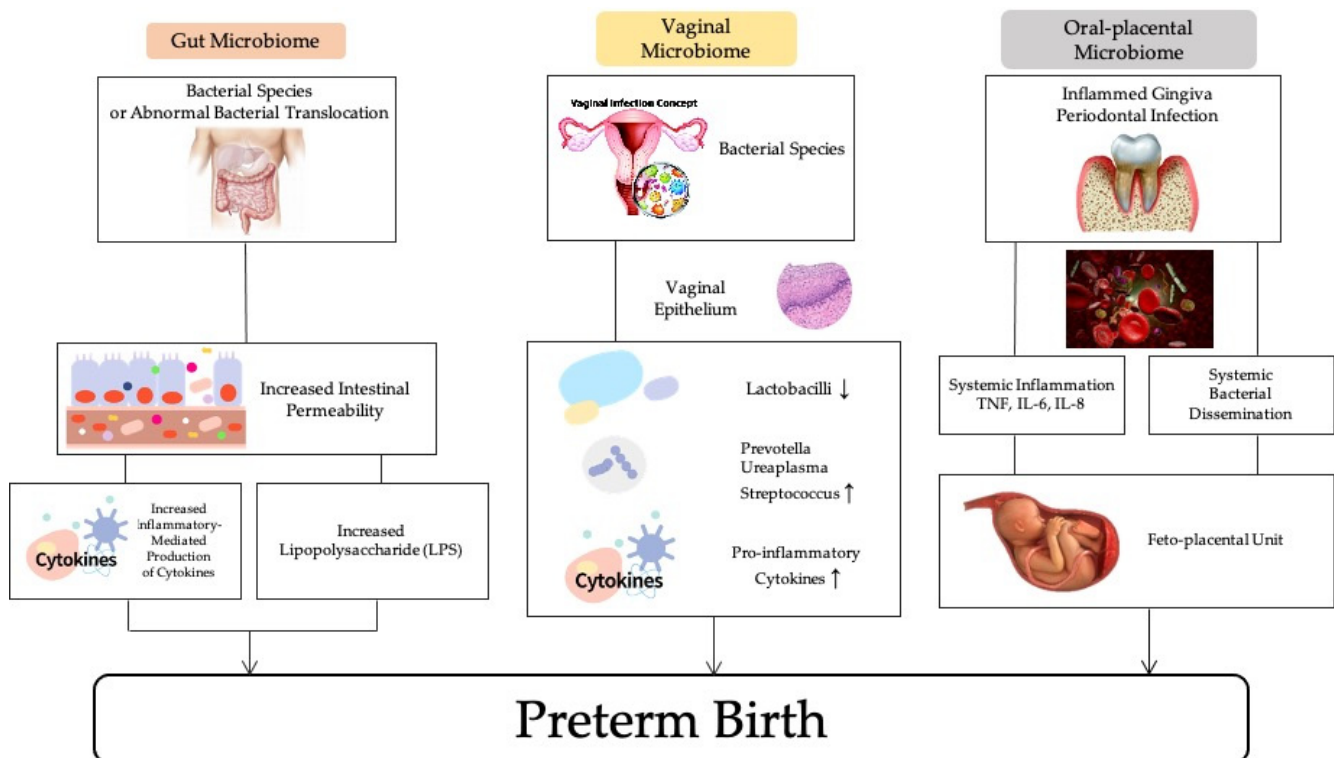 Gut Microbiome
Bacterial Species
or Abnormal Bacterial Translocation
Increased Intestinal
Permeability
Cytokines
Increased
Inflammatory-
Mediated
Production
of Cytokines
Increased
Lipopolysaccharide (LPS)
Vaginal
Microbiome
Vaginal Infection Concept
Bacterial Species
Vaginal
Epithelium
Lactobacilli ↓
Prevotella
Ureaplasma
Streptococcus ↑
Cytokines
Pro-inflammatory
Cytokines ↑
Oral-placental
Microbiome
Inflammed Gingiva
Periodontal Infection
Systemic Inflammation
TNF, IL-6, IL-8
Systemic
Bacterial
Dissemination
Feto-placental Unit
Preterm Birth